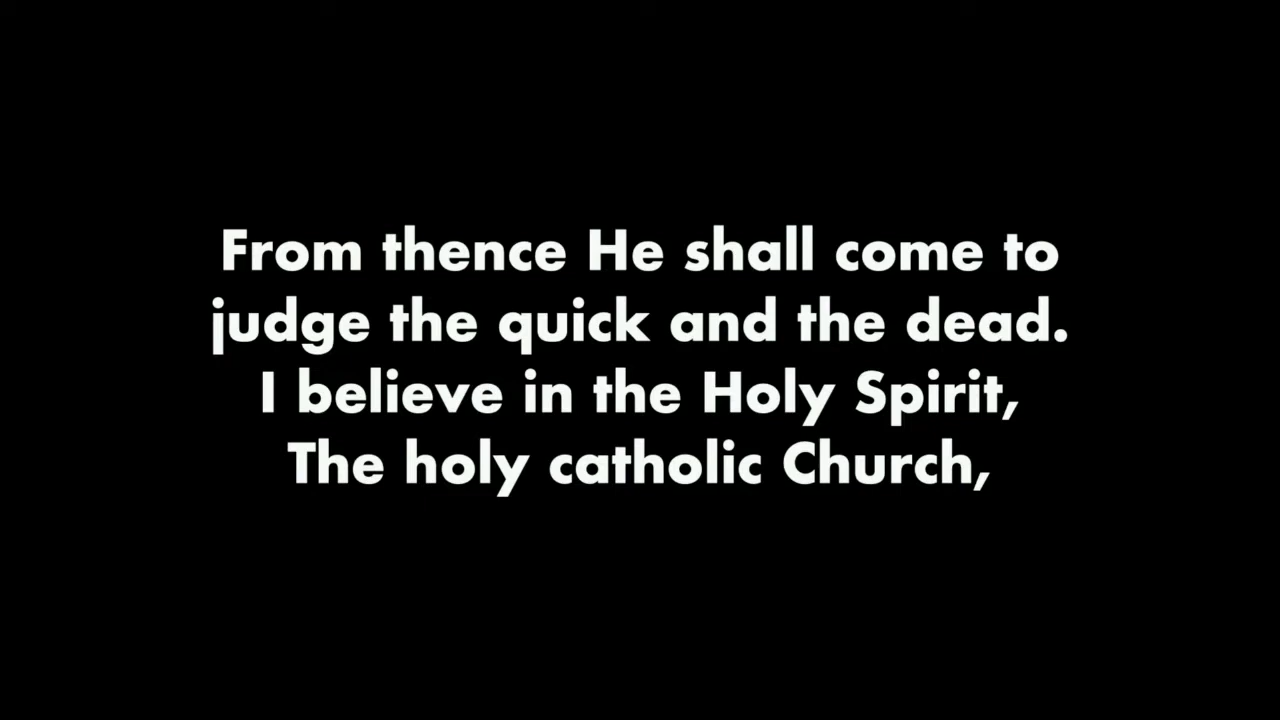 From thence He shall come to
judge the quick and the dead.
I believe in the Holy Spirit,
The holy catholic Church,